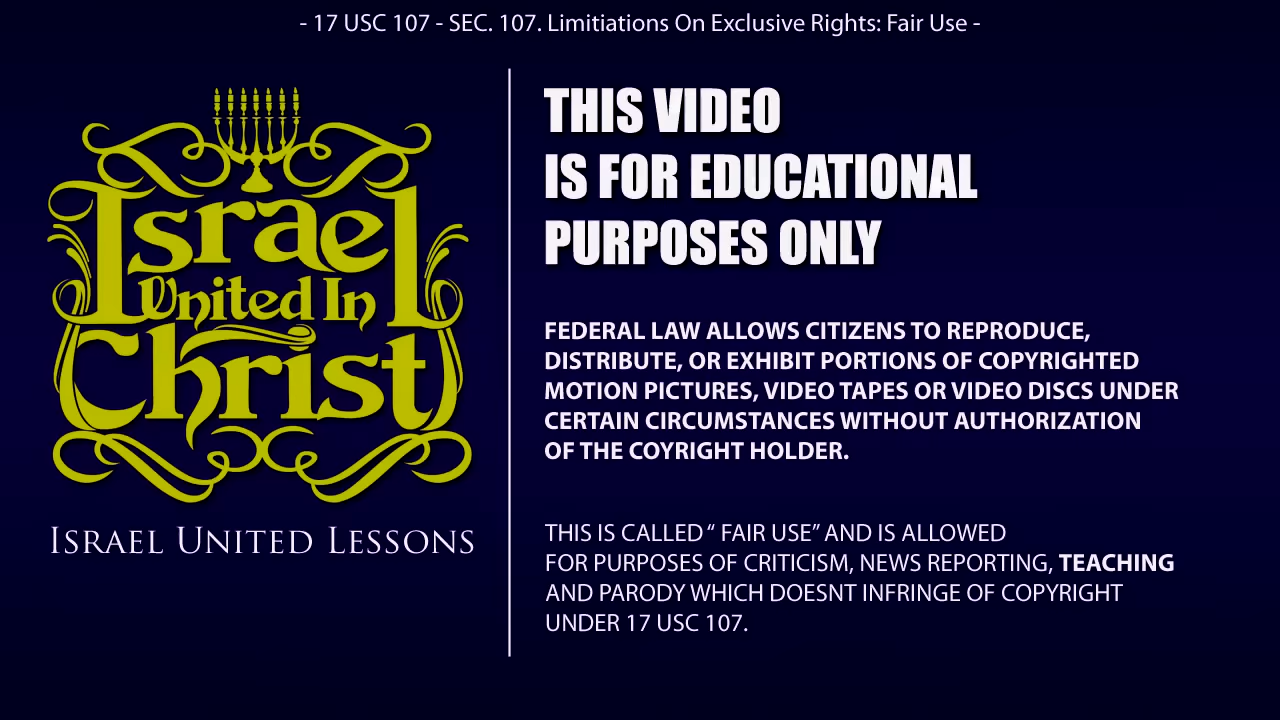 - 17 USC 107 - SEC. 107. Limitiations On Exclusive Rights: Fair Use -
Israel
United In
Christ
ISRAEL UNITED LESSONS
THIS VIDEO
IS FOR EDUCATIONAL
PURPOSES ONLY
FEDERAL LAW ALLOWS CITIZENS TO REPRODUCE,
DISTRIBUTE, OR EXHIBIT PORTIONS OF COPYRIGHTED
MOTION PICTURES, VIDEO TAPES OR VIDEO DISCS UNDER
CERTAIN CIRCUMSTANCES WITHOUT AUTHORIZATION
OF THE COYRIGHT HOLDER.
THIS IS CALLED “ FAIR USE” AND IS ALLOWED
FOR PURPOSES OF CRITICISM, NEWS REPORTING, TEACHING
AND PARODY WHICH DOESNT INFRINGE OF COPYRIGHT
UNDER 17 USC 107.